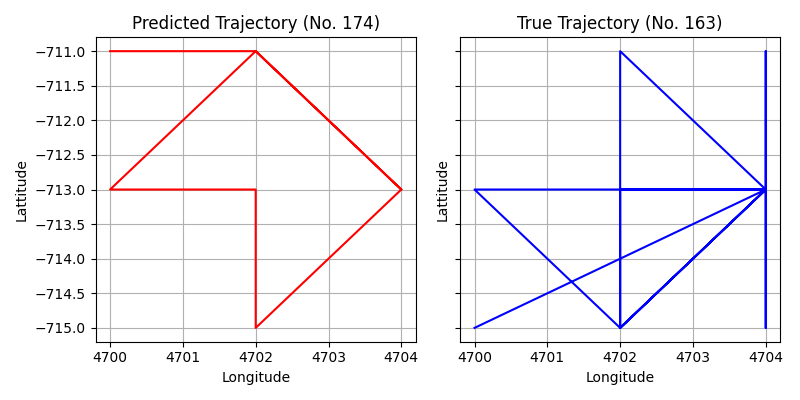 Predicted Trajectory (No. 174)
True Trajectory (No. 163)
−711.0
−711.5
−712.0
−712.5
−713.0
−713.5
−714.0
−714.5
−715.0
Lattitude
Lattitude
4700 4701 4702 4703 4704
4700 4701 4702 4703 4704
Longitude
Longitude